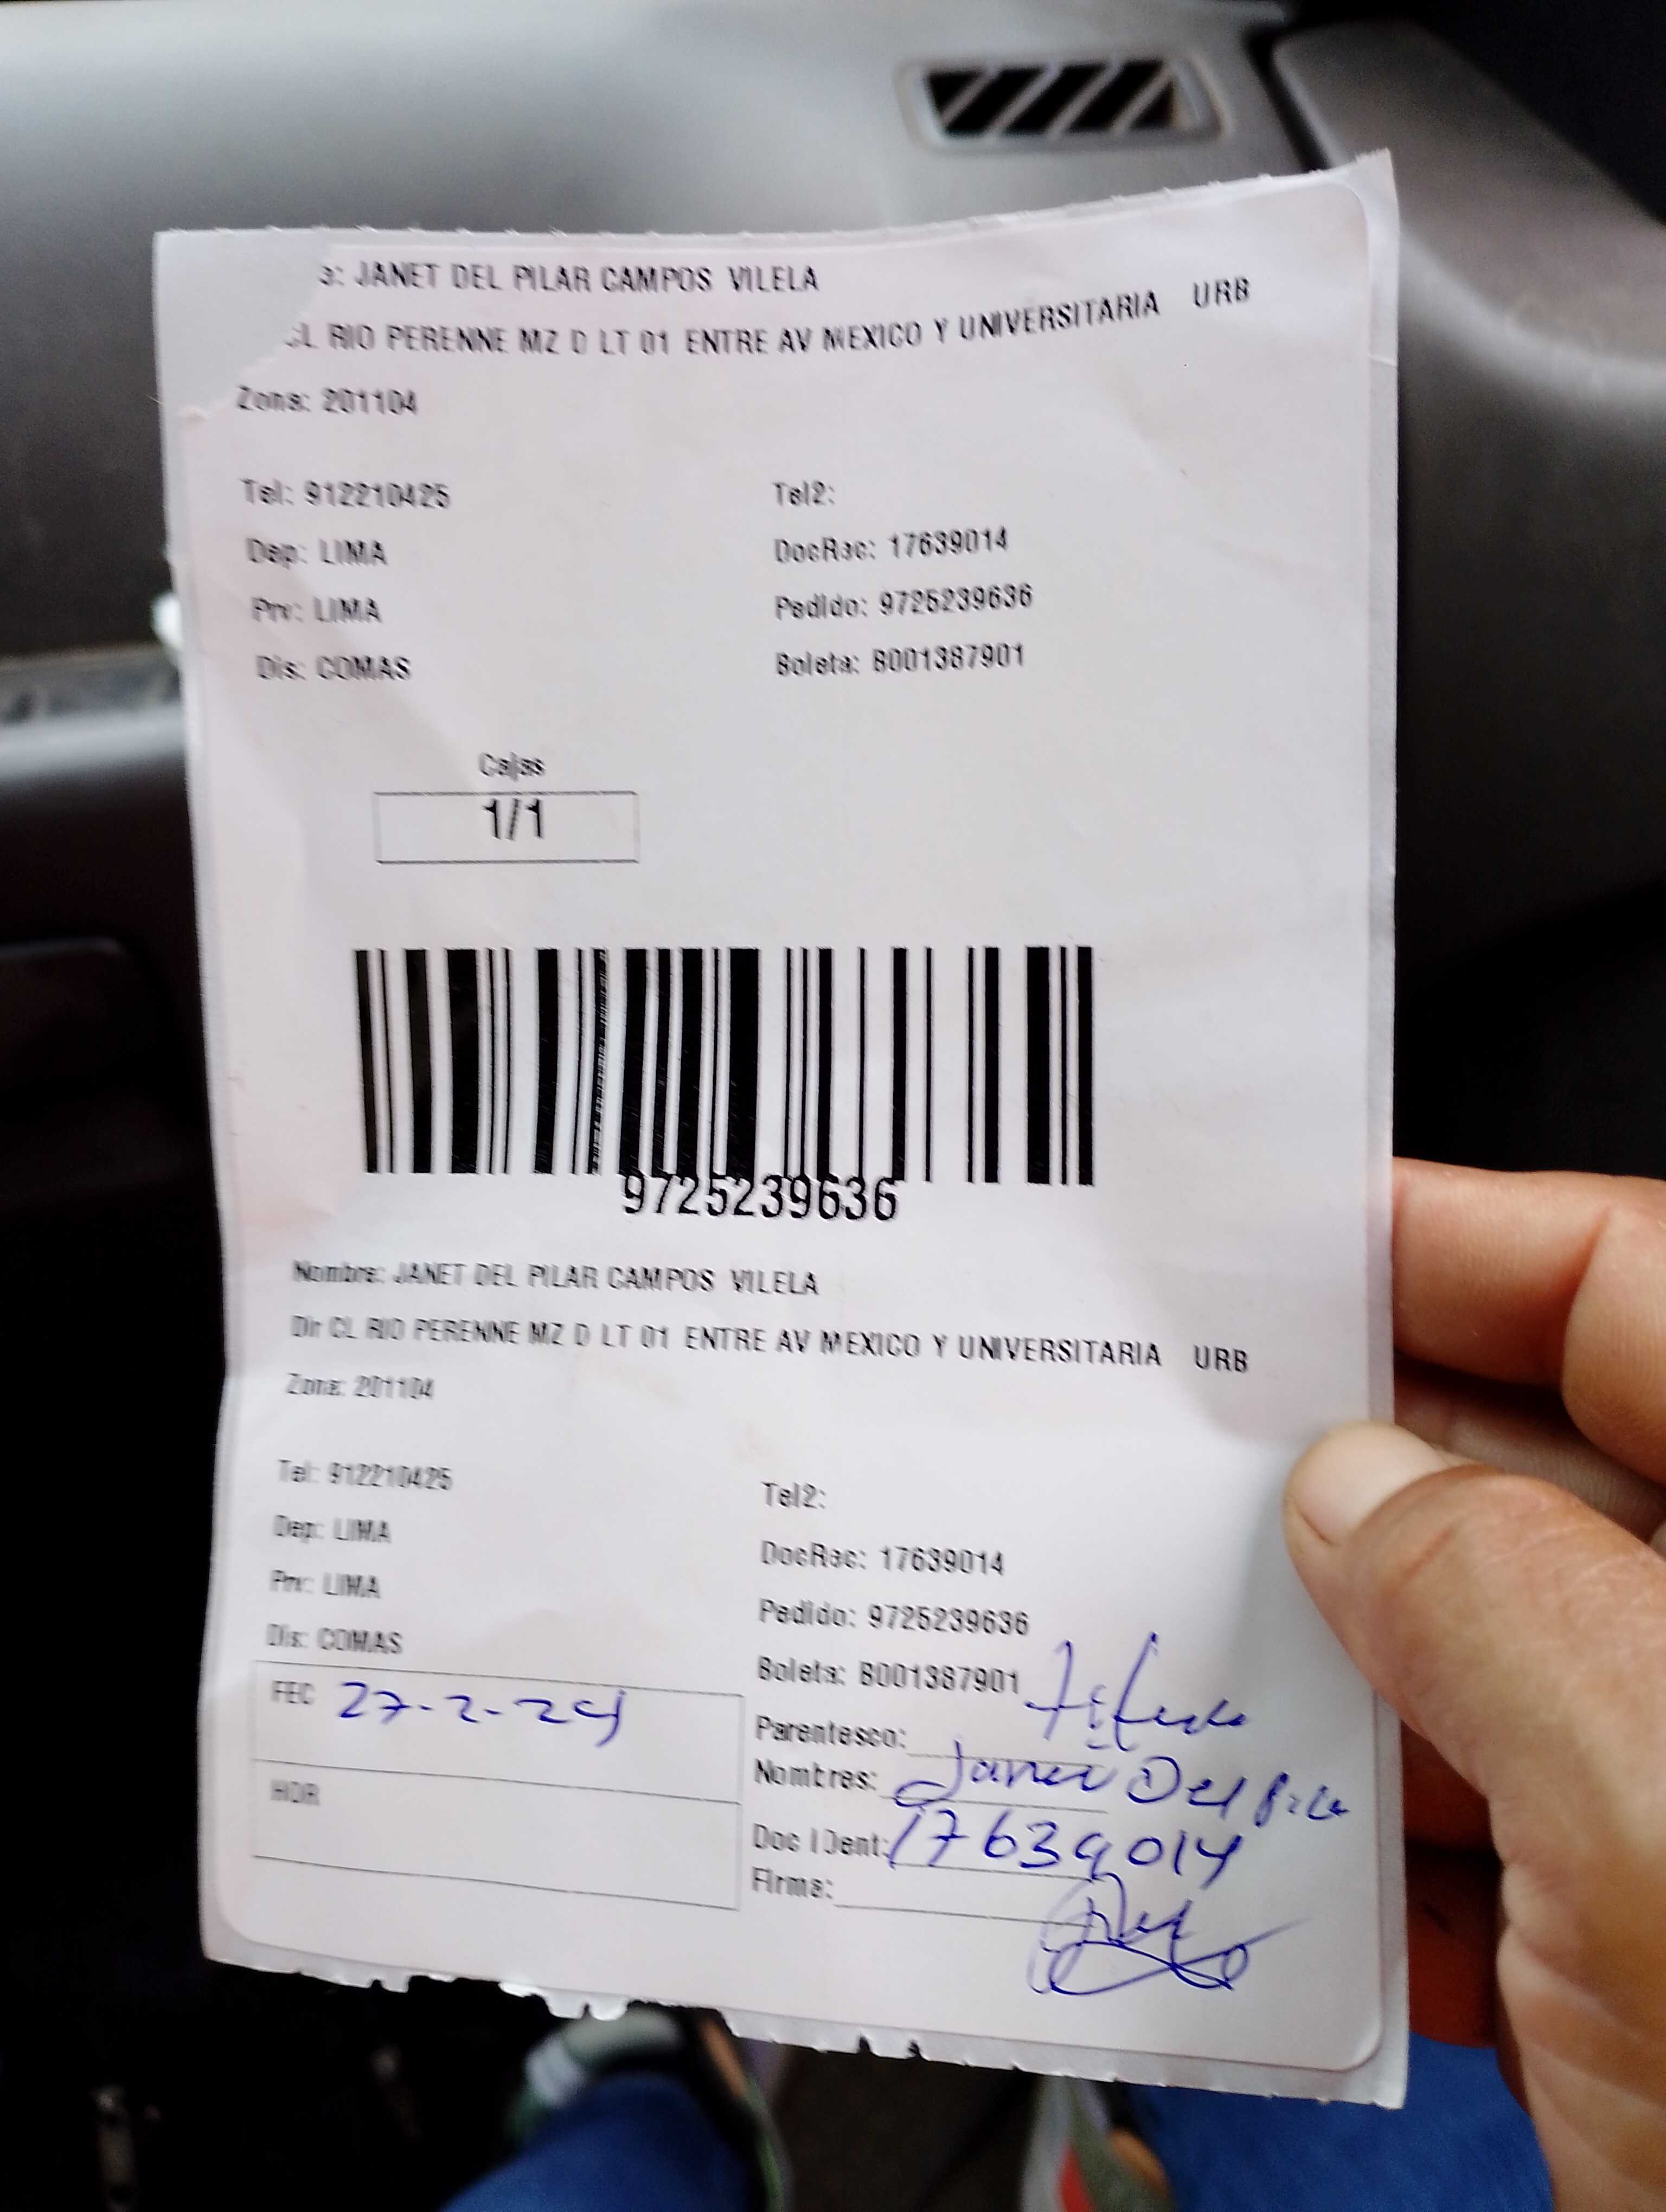 e: JANET DEL PILAR CAMPOS VILELA
CL RIO PERENNE MZ D LT 01 ENTRE AV MEXICO Y UNIVERSITARIA URB
Zona: 201104
Tel: 912210425 Tel2:
Dep: LIMA DocRec: 17639014
Prv: LIMA Pedido: 9725239636
Dis: COMAS Boleta: B001387901
Cajas
1/1
9725239636
Nombre: JANET DEL PILAR CAMPOS VILELA
Dir CL RIO PERENNE MZ D LT 01 ENTRE AV MEXICO Y UNIVERSITARIA URB
Zona: 201104
Tel: 912210425 Tel2:
Dep: LIMA DocRec: 17639014
Prv: LIMA Pedido: 9725239636
Dis: COMAS Boleta: B001387901
FEC 27-2-24 Parentesco:
Nombres: Janet Del Pilar
HOR Doc IDent: 17639014
Firma: